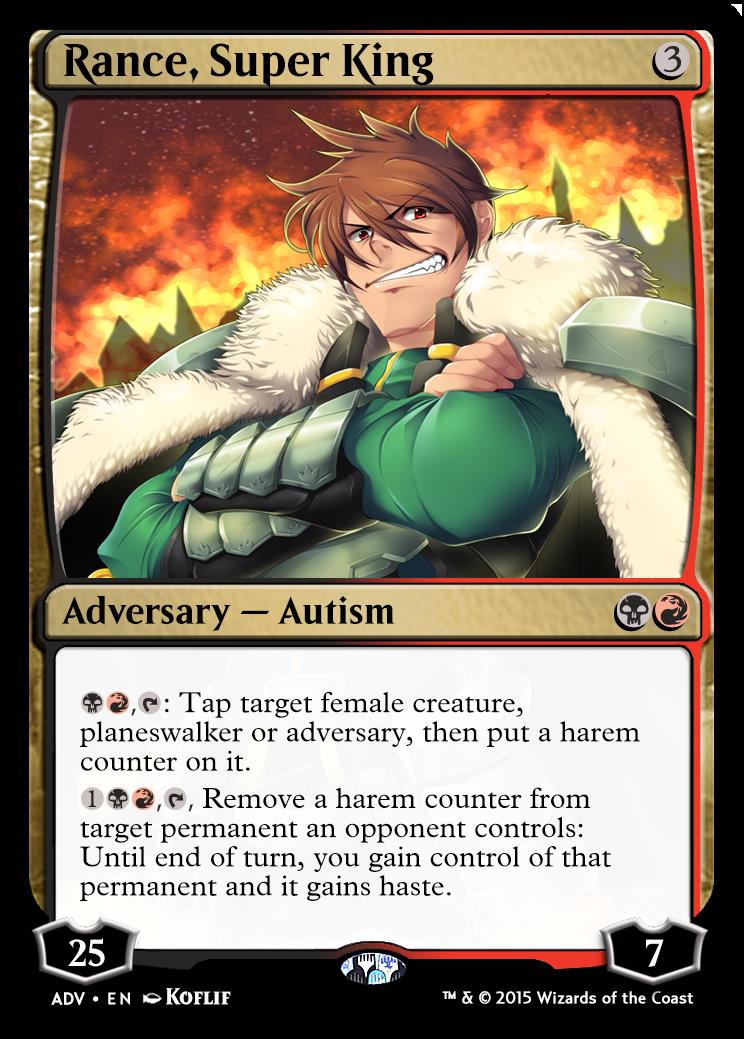 Rance, Super King 3
Adversary — Autism
, : Tap target female creature,
planeswalker or adversary, then put a harem
counter on it.
1 , , Remove a harem counter from
target permanent an opponent controls:
Until end of turn, you gain control of that
permanent and it gains haste.
25
7
ADV • EN KOFLIF
™ & © 2015 Wizards of the Coast